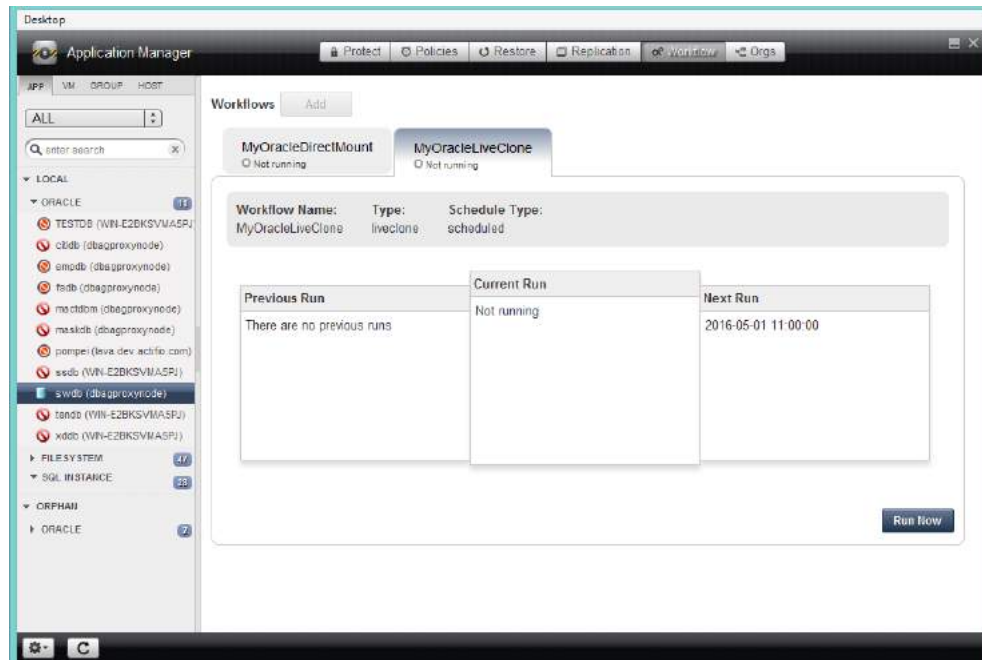 Desktop
Application Manager
Protect
Policies
Restore
Replication
Workflow
Orgs
APP VM GROUP HOST
ALL
enter search
LOCAL
ORACLE 11
TESTDB (WIN-E2BKSVMA5PJ
(dbagproxynode)
empdb (dbagproxynode)
fsdb (dbagproxynode)
(dbagproxynode)
maskdb (dbagproxynode)
pompei (lava.dev.actifio.com)
ssdb (WIN-E2BKSVMA5PJ)
swdb (dbagproxynode)
(WIN-E2BKSVMA5PJ)
xddb (WIN-E2BKSVMA5PJ)
FILESYSTEM 47
SQL INSTANCE 28
ORPHAN
ORACLE 7
Workflows Add
MyOracleDirectMount
Not running
MyOracleLiveClone
Not running
Workflow Name: Type: Schedule Type:
MyOracleLiveClone liveclone scheduled
Previous Run
There are no previous runs
Current Run
Not running
Next Run
2016-05-01 11:00:00
Run Now